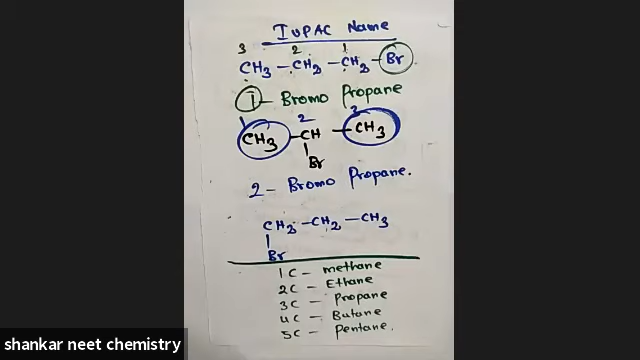 IUPAC Name
3 2 1
CH₃ – CH₂ – CH₂ – Br
1– Bromo Propane
1 2 3
CH₃ – CH – CH₃
|
Br
2 – Bromo Propane.
CH₂ – CH₂ – CH₃
|
Br
1C – methane
2C – Ethane
3C – Propane
4C – Butane
5C – Pentane.
shankar neet chemistry